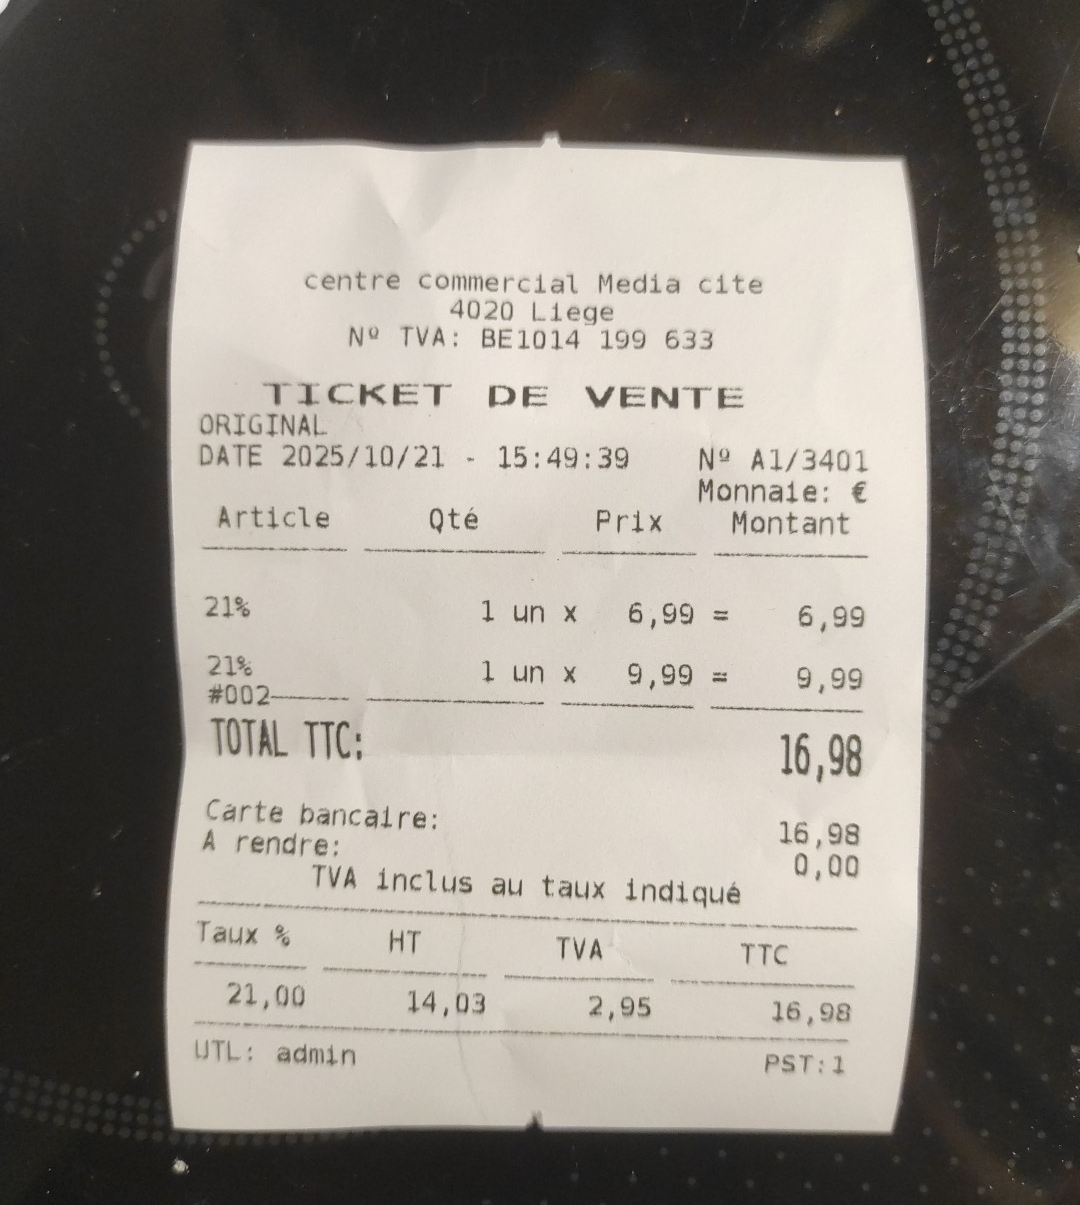 centre commercial Media cite
4020 Liege
Nº TVA: BE1014 199 633
TICKET DE VENTE
ORIGINAL
DATE 2025/10/21 - 15:49:39 Nº A1/3401
Monnaie: €
Article Qté Prix Montant
21% 1 un x 6,99 = 6,99
21% 1 un x 9,99 = 9,99
#002
TOTAL TTC: 16,98
Carte bancaire: 16,98
A rendre: 0,00
TVA inclus au taux indiqué
Taux % HT TVA TTC
21,00 14,03 2,95 16,98
UTL: admin PST:1